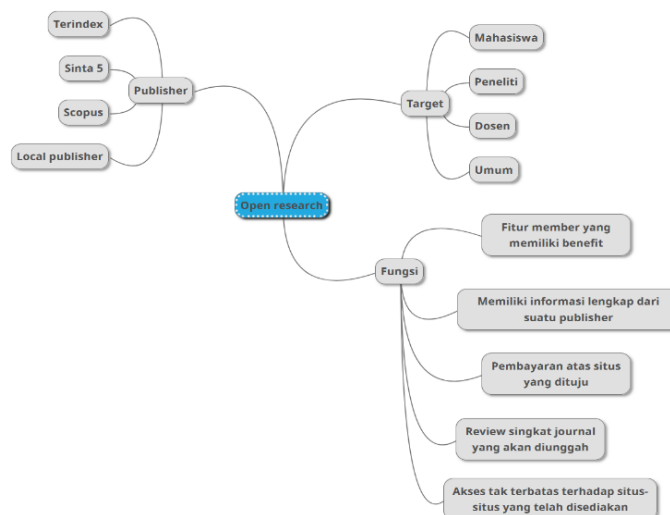 Terindex
Sinta 5
Scopus
Local publisher
Publisher
Open research
Target
Mahasiswa
Peneliti
Dosen
Umum
Fungsi
Fitur member yang
memiliki benefit
Memiliki informasi lengkap dari
suatu publisher
Pembayaran atas situs
yang dituju
Review singkat journal
yang akan diunggah
Akses tak terbatas terhadap situs-
situs yang telah disediakan